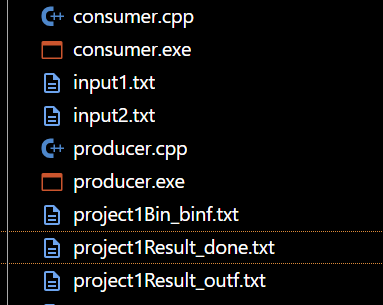 consumer.cpp
consumer.exe
input1.txt
input2.txt
producer.cpp
producer.exe
project1Bin_binf.txt
project1Result_done.txt
project1Result_outf.txt